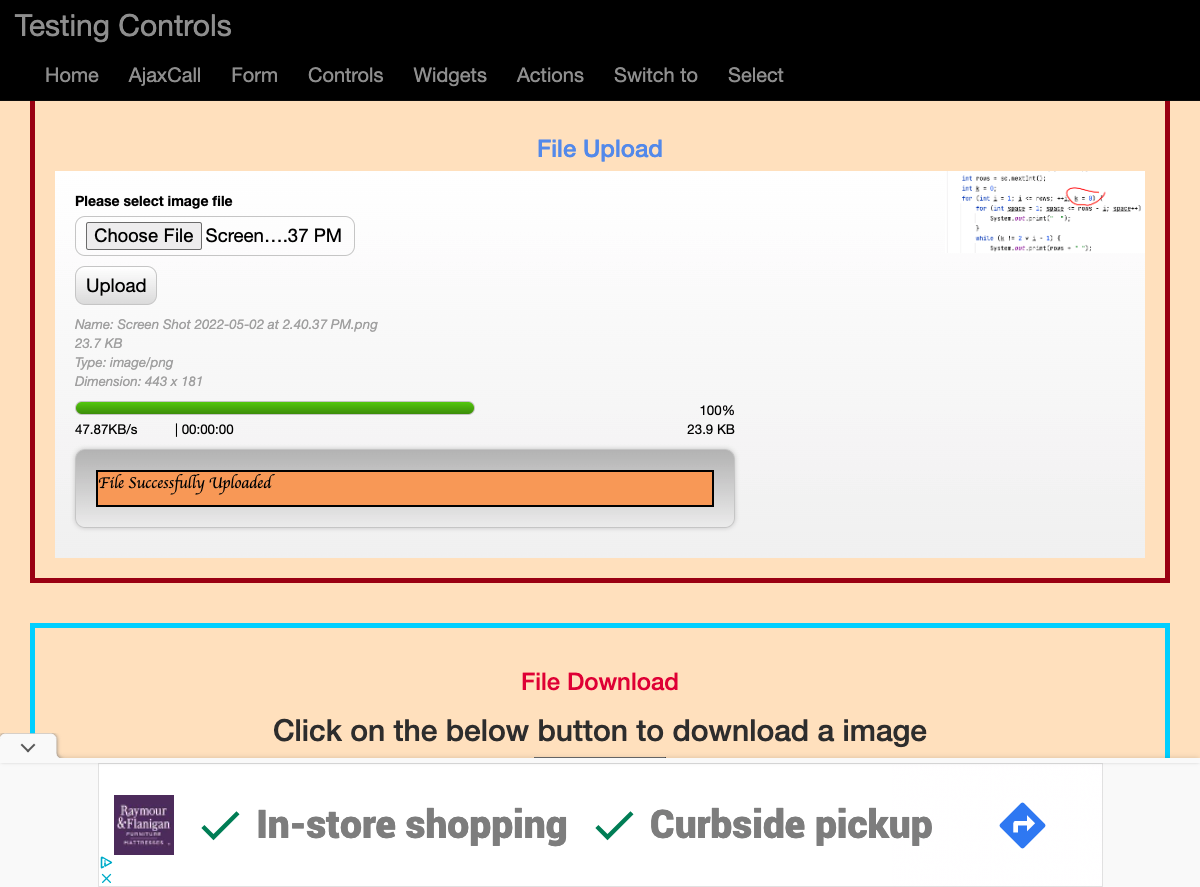 Testing Controls
Home AjaxCall Form Controls Widgets Actions Switch to Select
File Upload
Please select image file
Choose File Screen….37 PM
Upload
Name: Screen Shot 2022-05-02 at 2.40.37 PM.png
23.7 KB
Type: image/png
Dimension: 443 x 181
100%
47.87KB/s | 00:00:00 23.9 KB
File Successfully Uploaded
int rows = sc.nextInt();
int k = 0;
for (int i = 1; i <= rows; ++i, k = 0) {
for (int space = 1; space <= rows - i; space++)
System.out.print("  ");
}
while (k != 2 * i - 1) {
System.out.print(rows + " ");
File Download
Click on the below button to download a image
Raymour
&Flanigan
FURNITURE
MATTRESSES
In-store shopping Curbside pickup